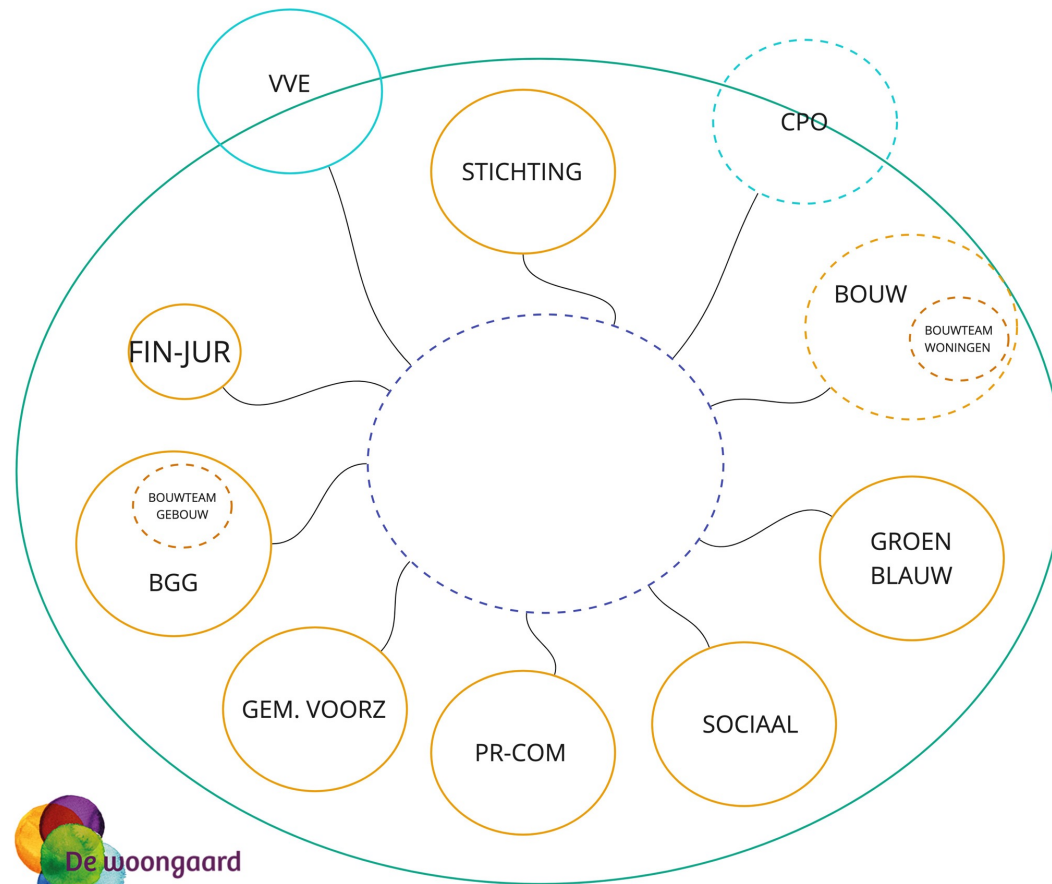 VVE
CPO
STICHTING
BOUW
BOUWTEAM
WONINGEN
FIN-JUR
BOUWTEAM
GEBOUW
BGG
GROEN
BLAUW
GEM. VOORZ
PR-COM
SOCIAAL
De woongaard